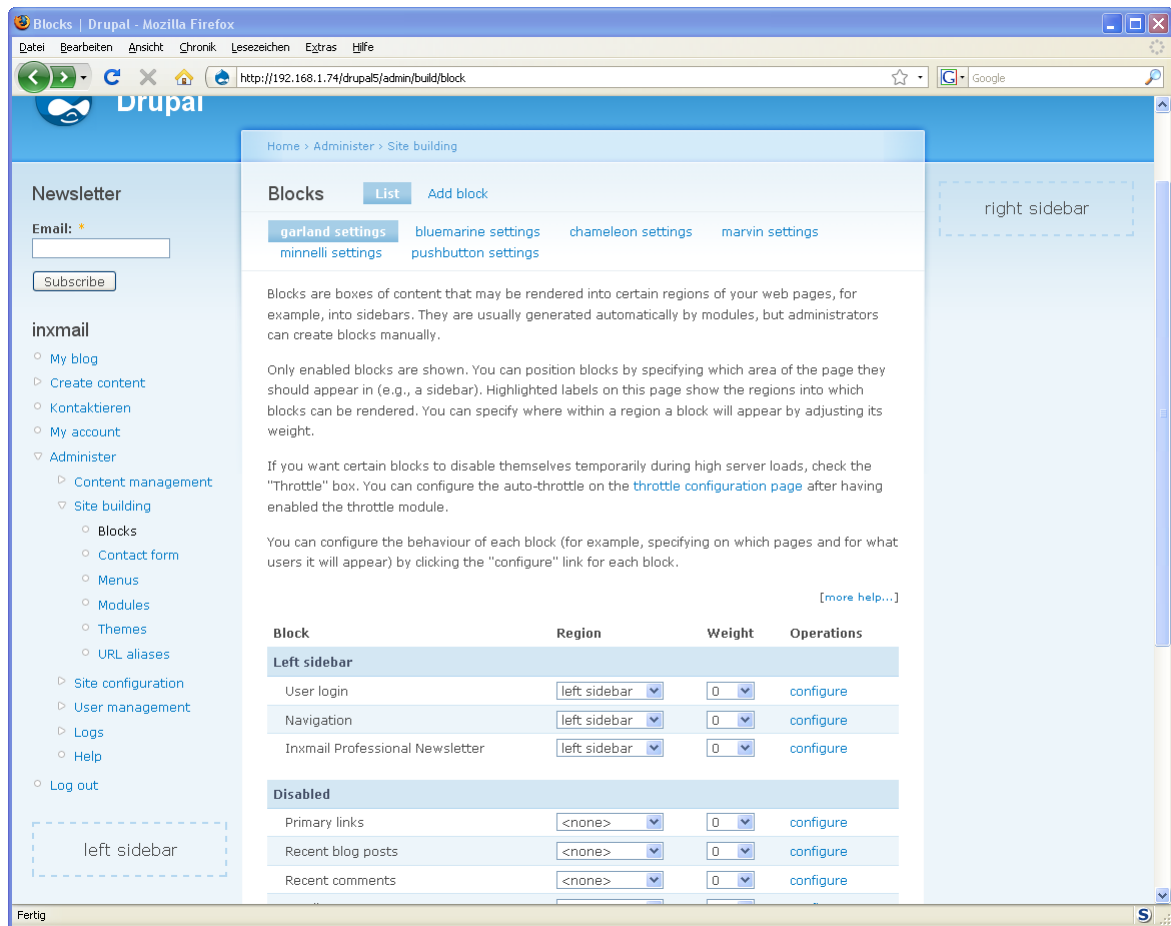 Blocks | Drupal - Mozilla Firefox
Datei Bearbeiten Ansicht Chronik Lesezeichen Extras Hilfe
http://192.168.1.74/drupal5/admin/build/block
G Google
Drupal
Home › Administer › Site building
Newsletter
Email: *
Subscribe
inxmail
My blog
Create content
Kontaktieren
My account
Administer
Content management
Site building
Blocks
Contact form
Menus
Modules
Themes
URL aliases
Site configuration
User management
Logs
Help
Log out
left sidebar
Blocks List Add block
garland settings bluemarine settings chameleon settings marvin settings
minnelli settings pushbutton settings
Blocks are boxes of content that may be rendered into certain regions of your web pages, for
example, into sidebars. They are usually generated automatically by modules, but administrators
can create blocks manually.
Only enabled blocks are shown. You can position blocks by specifying which area of the page they
should appear in (e.g., a sidebar). Highlighted labels on this page show the regions into which
blocks can be rendered. You can specify where within a region a block will appear by adjusting its
weight.
If you want certain blocks to disable themselves temporarily during high server loads, check the
"Throttle" box. You can configure the auto-throttle on the throttle configuration page after having
enabled the throttle module.
You can configure the behaviour of each block (for example, specifying on which pages and for what
users it will appear) by clicking the "configure" link for each block.
[more help...]
Block Region Weight Operations
Left sidebar
User login left sidebar 0 configure
Navigation left sidebar 0 configure
Inxmail Professional Newsletter left sidebar 0 configure
Disabled
Primary links <none> 0 configure
Recent blog posts <none> 0 configure
Recent comments <none> 0 configure
right sidebar
Fertig
S